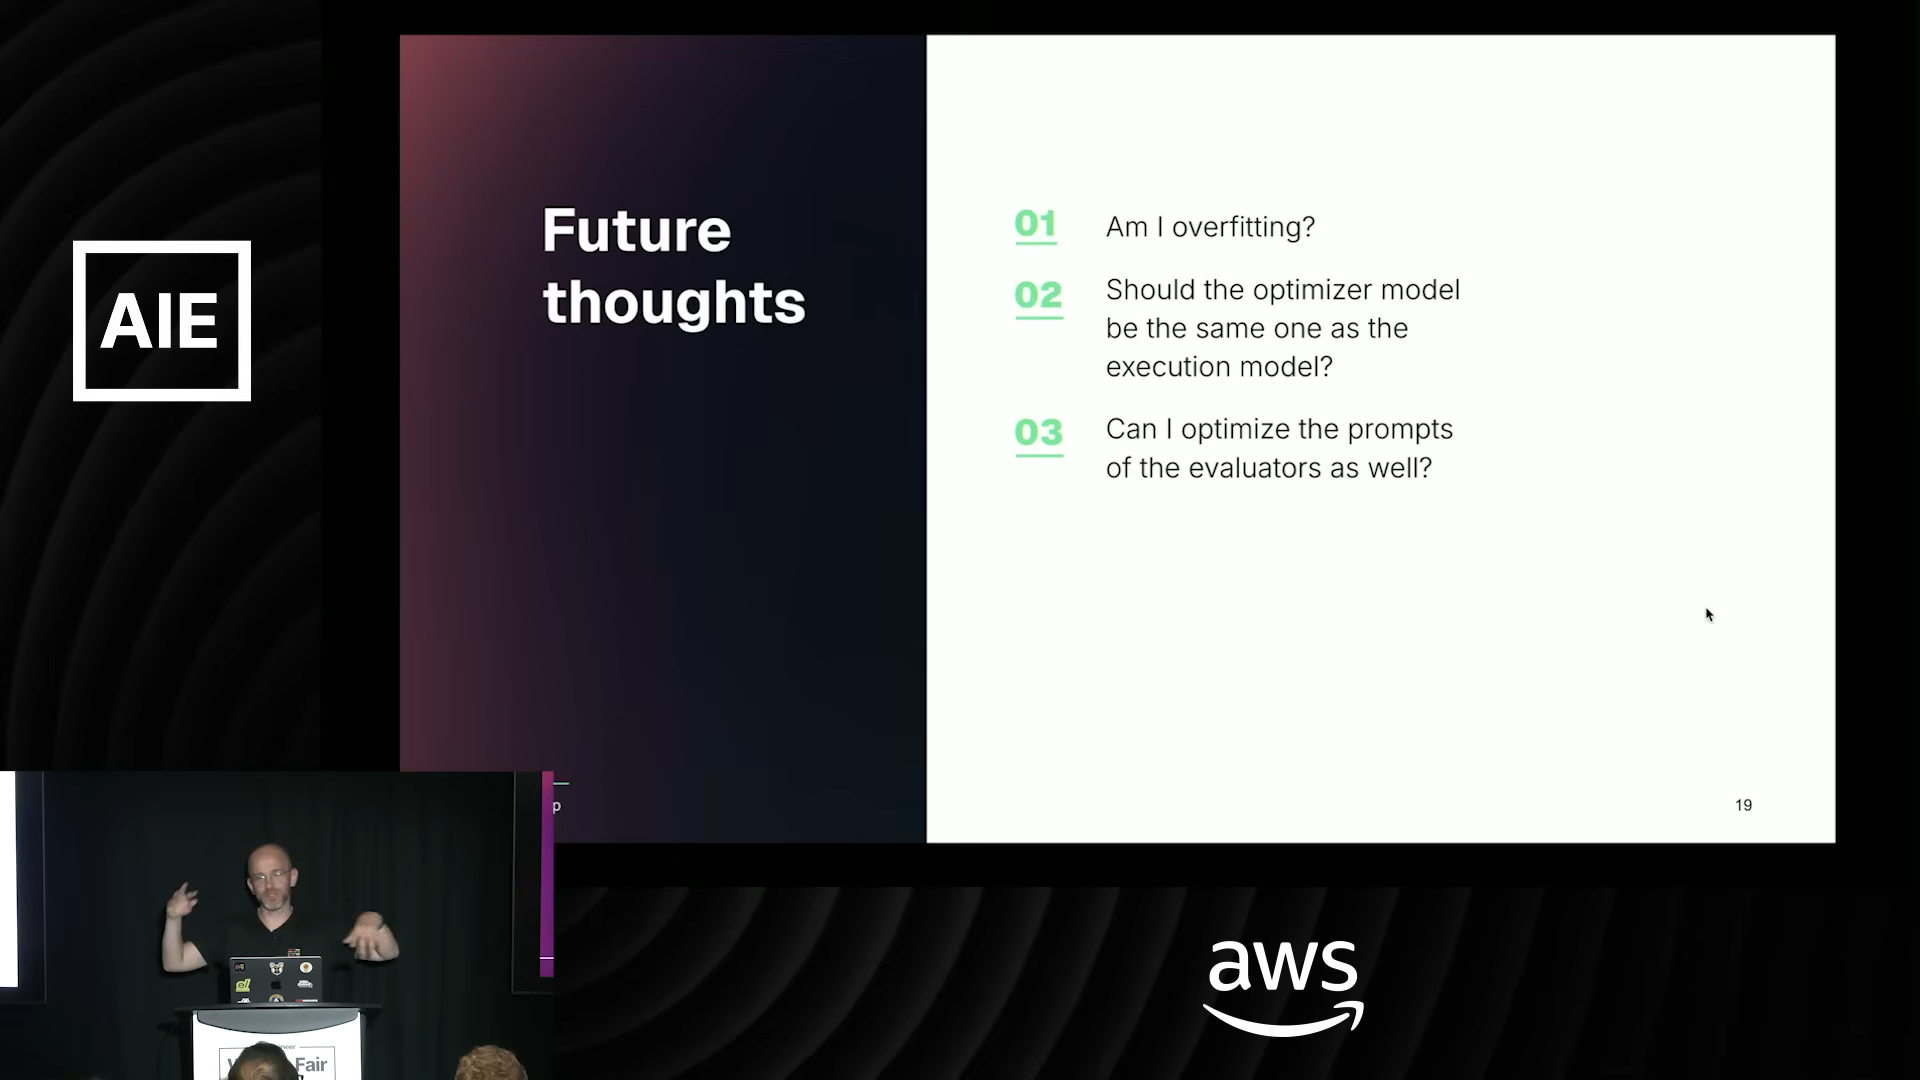 AIE
Future
thoughts
01 Am I overfitting?
02 Should the optimizer model
be the same one as the
execution model?
03 Can I optimize the prompts
of the evaluators as well?
p
19
aws
Fair